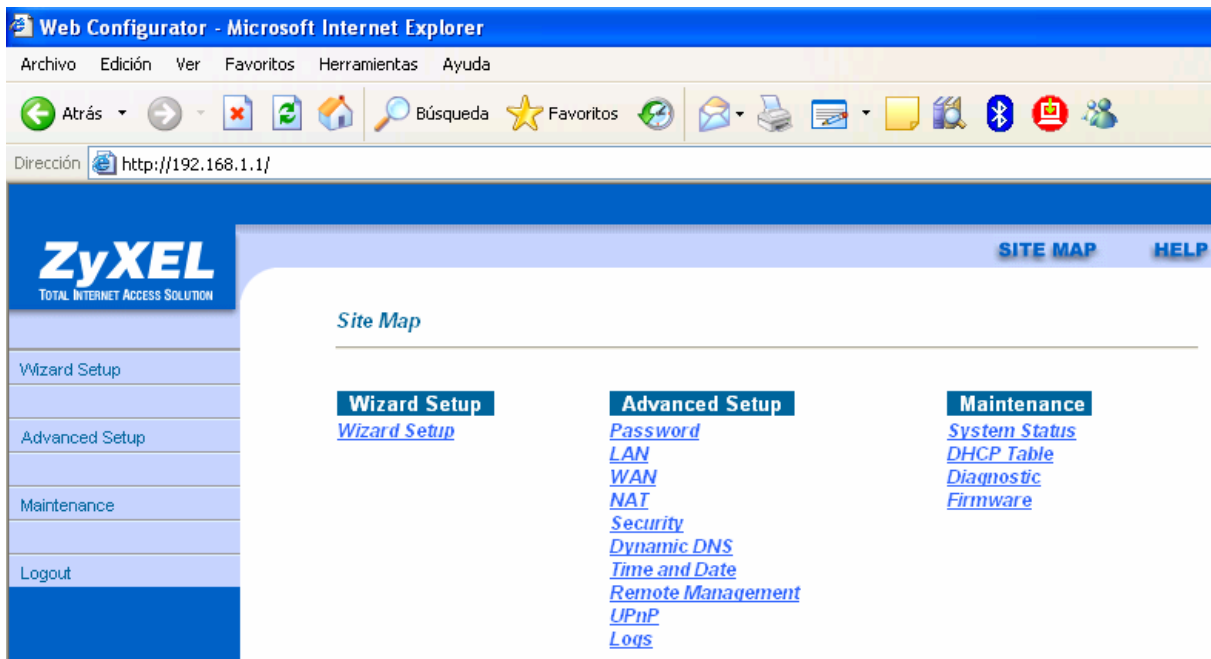 Web Configurator - Microsoft Internet Explorer
Archivo Edición Ver Favoritos Herramientas Ayuda
Atrás Búsqueda Favoritos
Dirección http://192.168.1.1/
ZyXEL
TOTAL INTERNET ACCESS SOLUTION
SITE MAP HELP
Wizard Setup
Advanced Setup
Maintenance
Logout
Site Map
Wizard Setup
Wizard Setup
Advanced Setup
Password
LAN
WAN
NAT
Security
Dynamic DNS
Time and Date
Remote Management
UPnP
Logs
Maintenance
System Status
DHCP Table
Diagnostic
Firmware